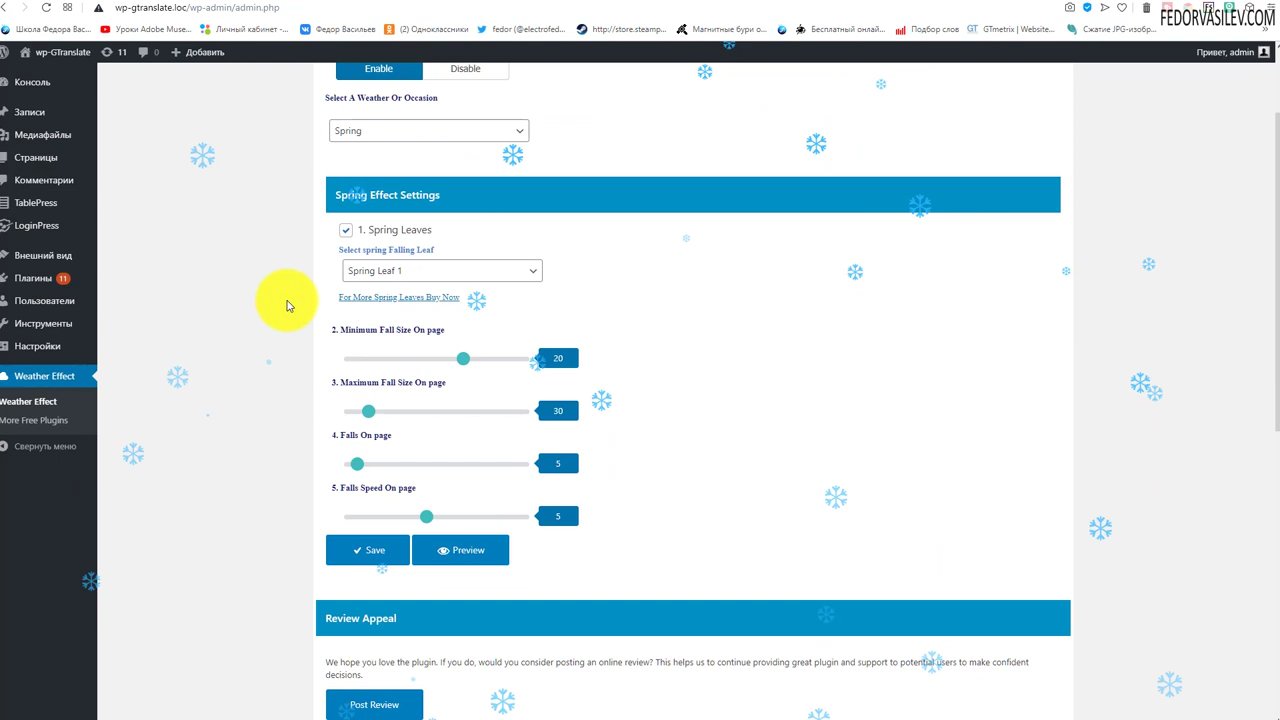 wp-gtranslate.loc/wp-admin/admin.php
FEDORVASILEV.COM
Школа Федора Вас...
Уроки Adobe Muse...
Личный кабинет -...
Федор Васильев
(2) Одноклассники
fedor (@electrofed...
http://store.steamp...
Магнитные бури о...
Бесплатный онлай...
Подбор слов
GTmetrix | Website...
Сжатие JPG-изобр...
wp-GTranslate
11
0
Добавить
Привет, admin
Консоль
Записи
Медиафайлы
Страницы
Комментарии
TablePress
LoginPress
Внешний вид
Плагины 11
Пользователи
Инструменты
Настройки
Weather Effect
Weather Effect
More Free Plugins
Свернуть меню
Enable
Disable
Select A Weather Or Occasion
Spring
Spring Effect Settings
1. Spring Leaves
Select spring Falling Leaf
Spring Leaf 1
For More Spring Leaves Buy Now
2. Minimum Fall Size On page
20
3. Maximum Fall Size On page
30
4. Falls On page
5
5. Falls Speed On page
5
Save
Preview
Review Appeal
We hope you love the plugin. If you do, would you consider posting an online review? This helps us to continue providing great plugin and support to potential users to make confident
decisions.
Post Review